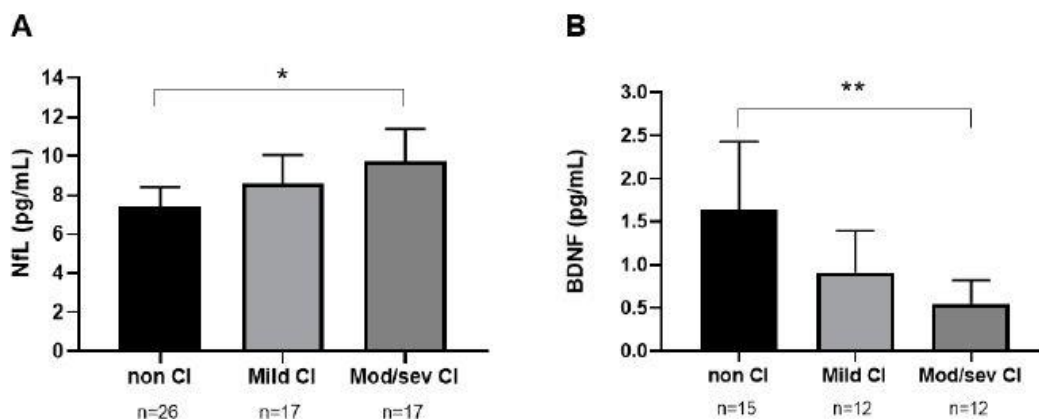 A
NfL (pg/mL)
14
12
10
8
6
4
2
0
*
non CI
Mild CI
Mod/sev CI
n=26
n=17
n=17
B
BDNF (pg/mL)
3.0
2.5
2.0
1.5
1.0
0.5
0.0
**
non CI
Mild CI
Mod/sev CI
n=15
n=12
n=12